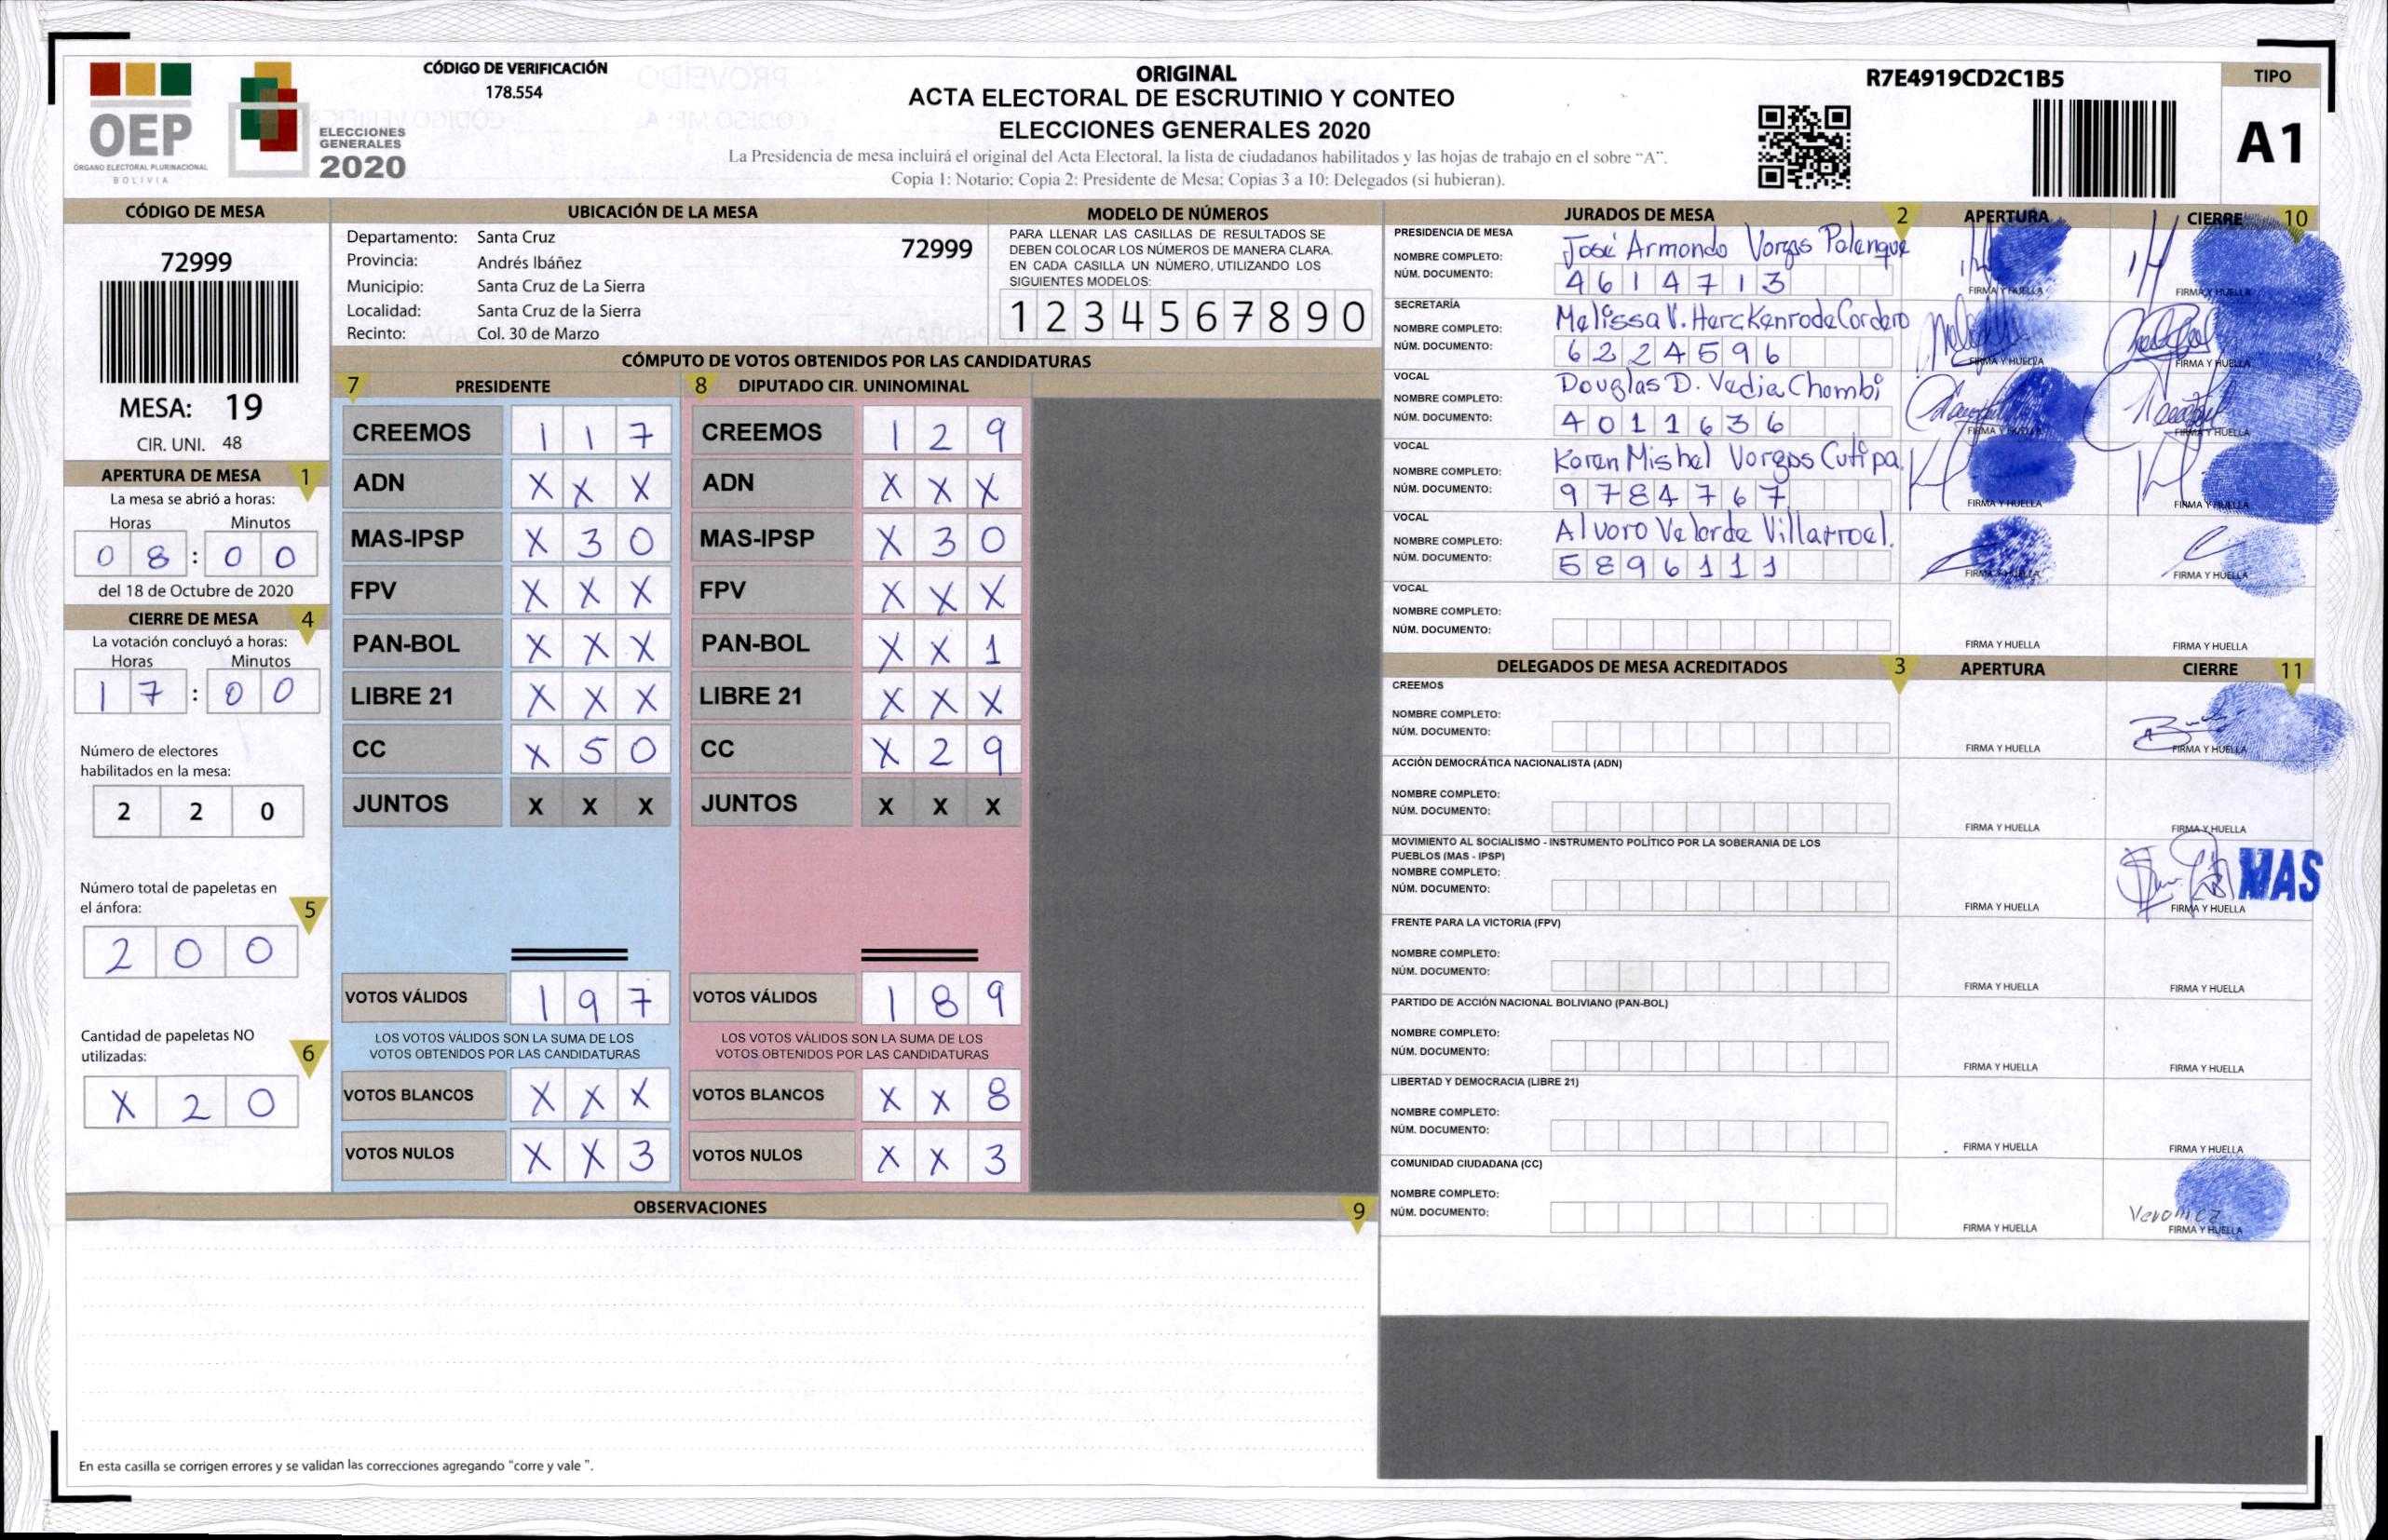 OEP
ÓRGANO ELECTORAL PLURINACIONAL
BOLIVIA
ELECCIONES
GENERALES
2020
CÓDIGO DE VERIFICACIÓN
178.554
ORIGINAL
ACTA ELECTORAL DE ESCRUTINIO Y CONTEO
ELECCIONES GENERALES 2020
La Presidencia de mesa incluirá el original del Acta Electoral, la lista de ciudadanos habilitados y las hojas de trabajo en el sobre "A".
Copia 1: Notario; Copia 2: Presidente de Mesa; Copias 3 a 10: Delegados (si hubieran).
R7E4919CD2C1B5
TIPO
A1
CÓDIGO DE MESA
72999
MESA: 19
CIR. UNI. 48
APERTURA DE MESA 1
La mesa se abrió a horas:
Horas Minutos
0 8 : 0 0
del 18 de Octubre de 2020
CIERRE DE MESA 4
La votación concluyó a horas:
Horas Minutos
1 7 : 0 0
Número de electores
habilitados en la mesa:
2 2 0
Número total de papeletas en
el ánfora: 5
2 0 0
Cantidad de papeletas NO
utilizadas: 6
X 2 0
UBICACIÓN DE LA MESA
Departamento: Santa Cruz 72999
Provincia: Andrés Ibáñez
Municipio: Santa Cruz de La Sierra
Localidad: Santa Cruz de la Sierra
Recinto: Col. 30 de Marzo
MODELO DE NÚMEROS
PARA LLENAR LAS CASILLAS DE RESULTADOS SE
DEBEN COLOCAR LOS NÚMEROS DE MANERA CLARA.
EN CADA CASILLA UN NÚMERO, UTILIZANDO LOS
SIGUIENTES MODELOS:
1 2 3 4 5 6 7 8 9 0
CÓMPUTO DE VOTOS OBTENIDOS POR LAS CANDIDATURAS
7 PRESIDENTE 8 DIPUTADO CIR. UNINOMINAL
CREEMOS 1 1 7 CREEMOS 1 2 9
ADN X X X ADN X X X
MAS-IPSP X 3 0 MAS-IPSP X 3 0
FPV X X X FPV X X X
PAN-BOL X X X PAN-BOL X X 1
LIBRE 21 X X X LIBRE 21 X X X
CC X 5 0 CC X 2 9
JUNTOS X X X JUNTOS X X X
VOTOS VÁLIDOS 1 9 7 VOTOS VÁLIDOS 1 8 9
LOS VOTOS VÁLIDOS SON LA SUMA DE LOS LOS VOTOS VÁLIDOS SON LA SUMA DE LOS
VOTOS OBTENIDOS POR LAS CANDIDATURAS VOTOS OBTENIDOS POR LAS CANDIDATURAS
VOTOS BLANCOS X X X VOTOS BLANCOS X X 8
VOTOS NULOS X X 3 VOTOS NULOS X X 3
OBSERVACIONES 9
En esta casilla se corrigen errores y se validan las correcciones agregando "corre y vale ".
JURADOS DE MESA 2 APERTURA CIERRE 10
PRESIDENCIA DE MESA
NOMBRE COMPLETO: José Armondo Vorgas Palenque
NÚM. DOCUMENTO: 4 6 1 4 7 1 3
FIRMA Y HUELLA FIRMA Y HUELLA
SECRETARÍA
NOMBRE COMPLETO: Melissa V. HercKenrode Cordero
NÚM. DOCUMENTO: 6 2 2 4 5 9 6
FIRMA Y HUELLA FIRMA Y HUELLA
VOCAL
NOMBRE COMPLETO: Douglas D. Vedia Chombi
NÚM. DOCUMENTO: 4 0 1 1 6 3 6
FIRMA Y HUELLA FIRMA Y HUELLA
VOCAL
NOMBRE COMPLETO: Karen Mishel Vorgas Cutipa.
NÚM. DOCUMENTO: 9 7 8 4 7 6 7
FIRMA Y HUELLA FIRMA Y HUELLA
VOCAL
NOMBRE COMPLETO: Alvoro Velarde Villarroel.
NÚM. DOCUMENTO: 5 8 9 6 1 1 1
FIRMA Y HUELLA FIRMA Y HUELLA
VOCAL
NOMBRE COMPLETO:
NÚM. DOCUMENTO:
FIRMA Y HUELLA FIRMA Y HUELLA
DELEGADOS DE MESA ACREDITADOS 3 APERTURA CIERRE 11
CREEMOS
NOMBRE COMPLETO:
NÚM. DOCUMENTO:
FIRMA Y HUELLA FIRMA Y HUELLA
ACCIÓN DEMOCRÁTICA NACIONALISTA (ADN)
NOMBRE COMPLETO:
NÚM. DOCUMENTO:
FIRMA Y HUELLA FIRMA Y HUELLA
MOVIMIENTO AL SOCIALISMO - INSTRUMENTO POLÍTICO POR LA SOBERANIA DE LOS
PUEBLOS (MAS - IPSP)
NOMBRE COMPLETO:
NÚM. DOCUMENTO:
MAS
FIRMA Y HUELLA FIRMA Y HUELLA
FRENTE PARA LA VICTORIA (FPV)
NOMBRE COMPLETO:
NÚM. DOCUMENTO:
FIRMA Y HUELLA FIRMA Y HUELLA
PARTIDO DE ACCIÓN NACIONAL BOLIVIANO (PAN-BOL)
NOMBRE COMPLETO:
NÚM. DOCUMENTO:
FIRMA Y HUELLA FIRMA Y HUELLA
LIBERTAD Y DEMOCRACIA (LIBRE 21)
NOMBRE COMPLETO:
NÚM. DOCUMENTO:
FIRMA Y HUELLA FIRMA Y HUELLA
COMUNIDAD CIUDADANA (CC)
NOMBRE COMPLETO:
NÚM. DOCUMENTO:
FIRMA Y HUELLA FIRMA Y HUELLA